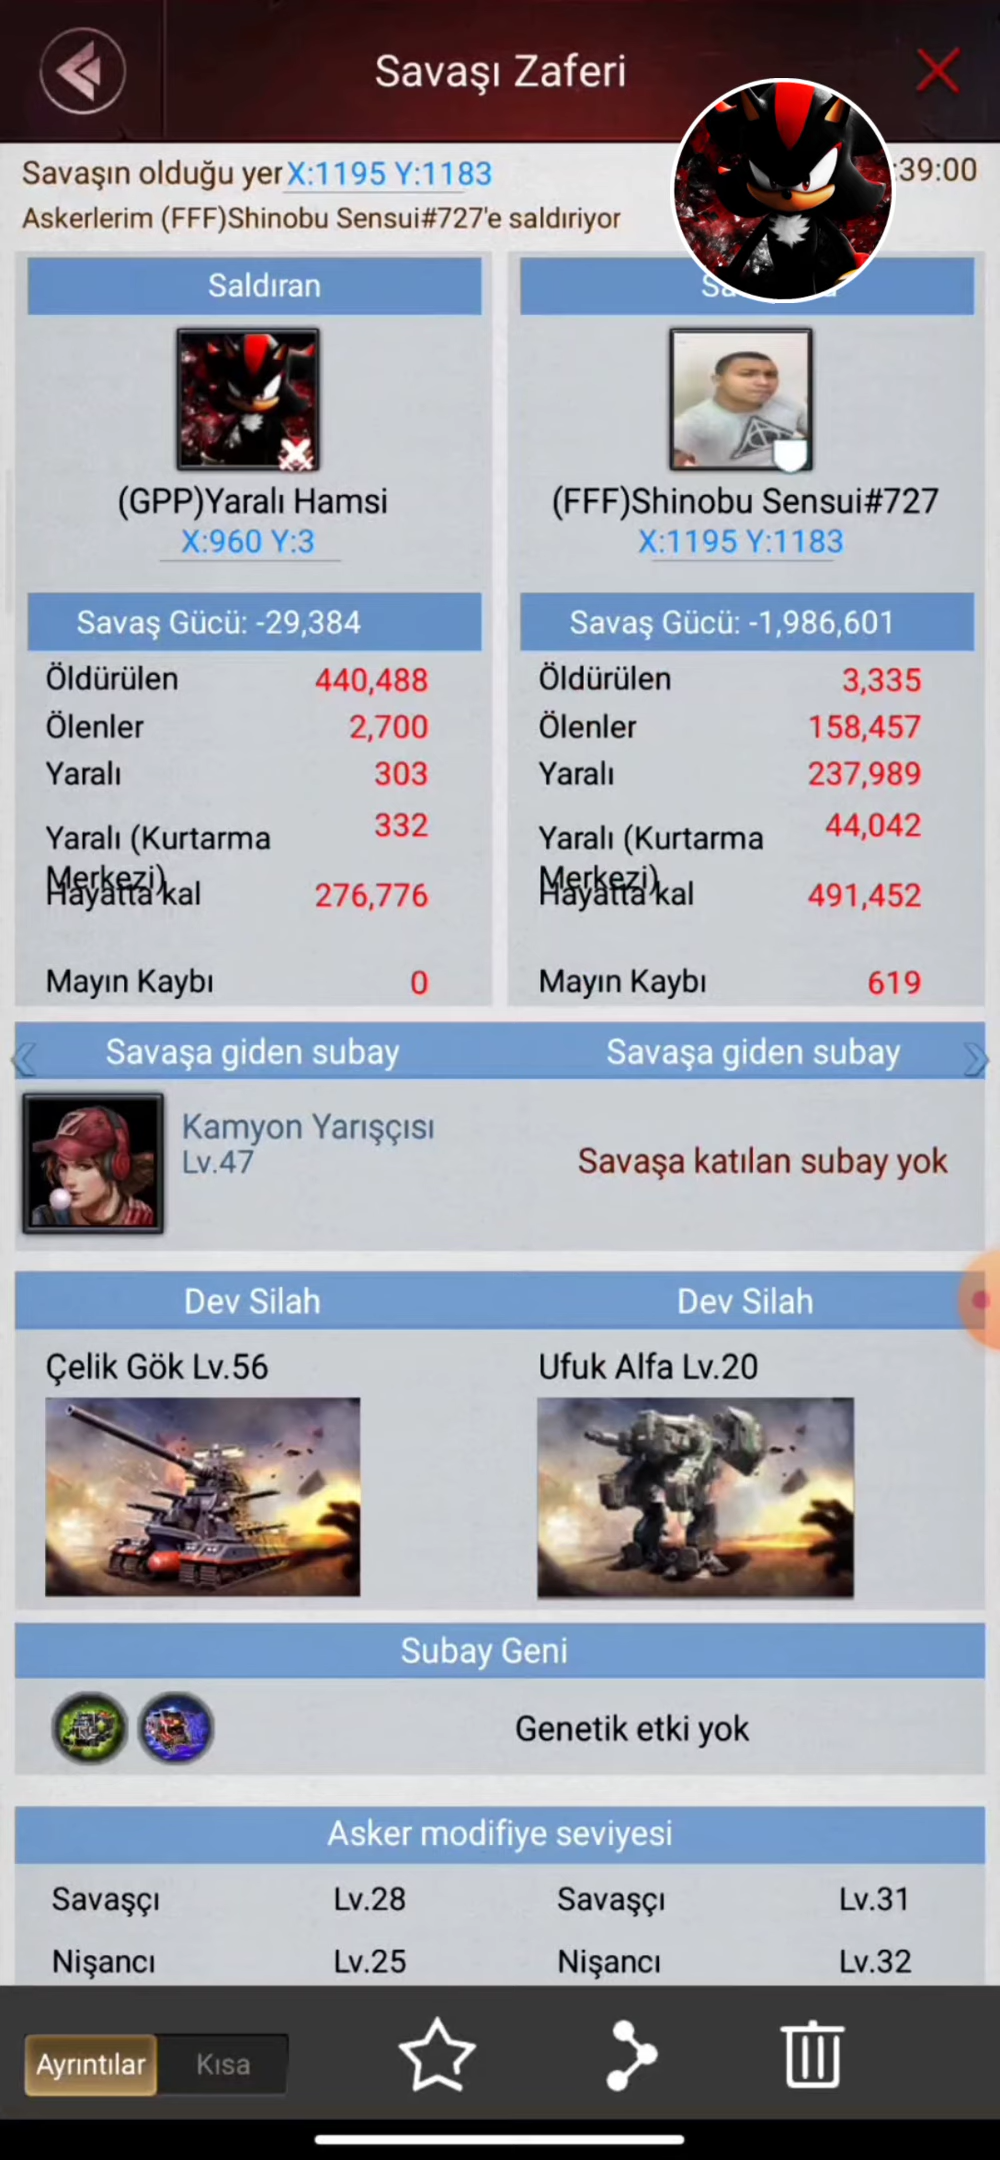 Savaşı Zaferi
Savaşın olduğu yer X:1195 Y:1183
:39:00
Askerlerim (FFF)Shinobu Sensui#727'e saldırıyor
Saldıran
(GPP)Yaralı Hamsi
(FFF)Shinobu Sensui#727
X:960 Y:3
X:1195 Y:1183
Savaş Gücü: -29,384
Savaş Gücü: -1,986,601
Öldürülen 440,488
Öldürülen 3,335
Ölenler 2,700
Ölenler 158,457
Yaralı 303
Yaralı 237,989
Yaralı (Kurtarma Merkezi) 332
Yaralı (Kurtarma Merkezi) 44,042
Hayatta kal 276,776
Hayatta kal 491,452
Mayın Kaybı 0
Mayın Kaybı 619
Savaşa giden subay
Savaşa giden subay
Kamyon Yarışçısı
Lv.47
Savaşa katılan subay yok
Dev Silah
Dev Silah
Çelik Gök Lv.56
Ufuk Alfa Lv.20
Subay Geni
Genetik etki yok
Asker modifiye seviyesi
Savaşçı Lv.28
Savaşçı Lv.31
Nişancı Lv.25
Nişancı Lv.32
Ayrıntılar
Kısa